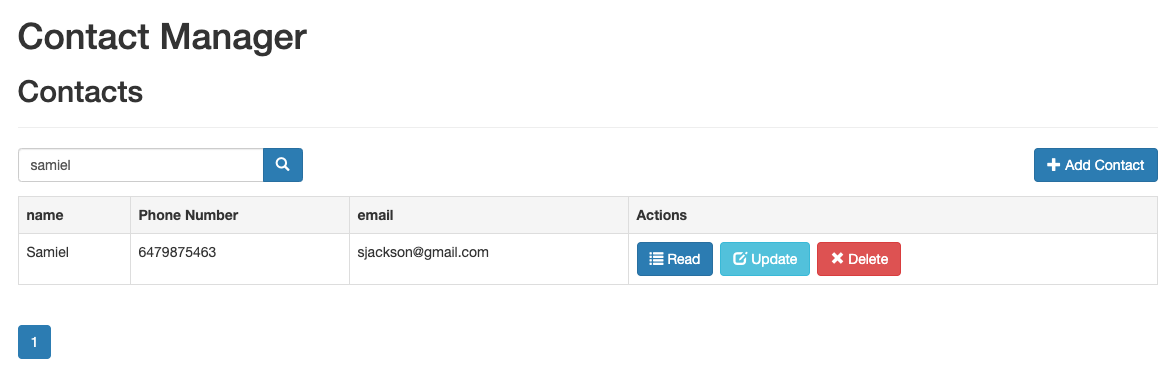 Contact Manager
Contacts
samiel
Add Contact
name Phone Number email Actions
Samiel 6479875463 sjackson@gmail.com Read Update Delete
1